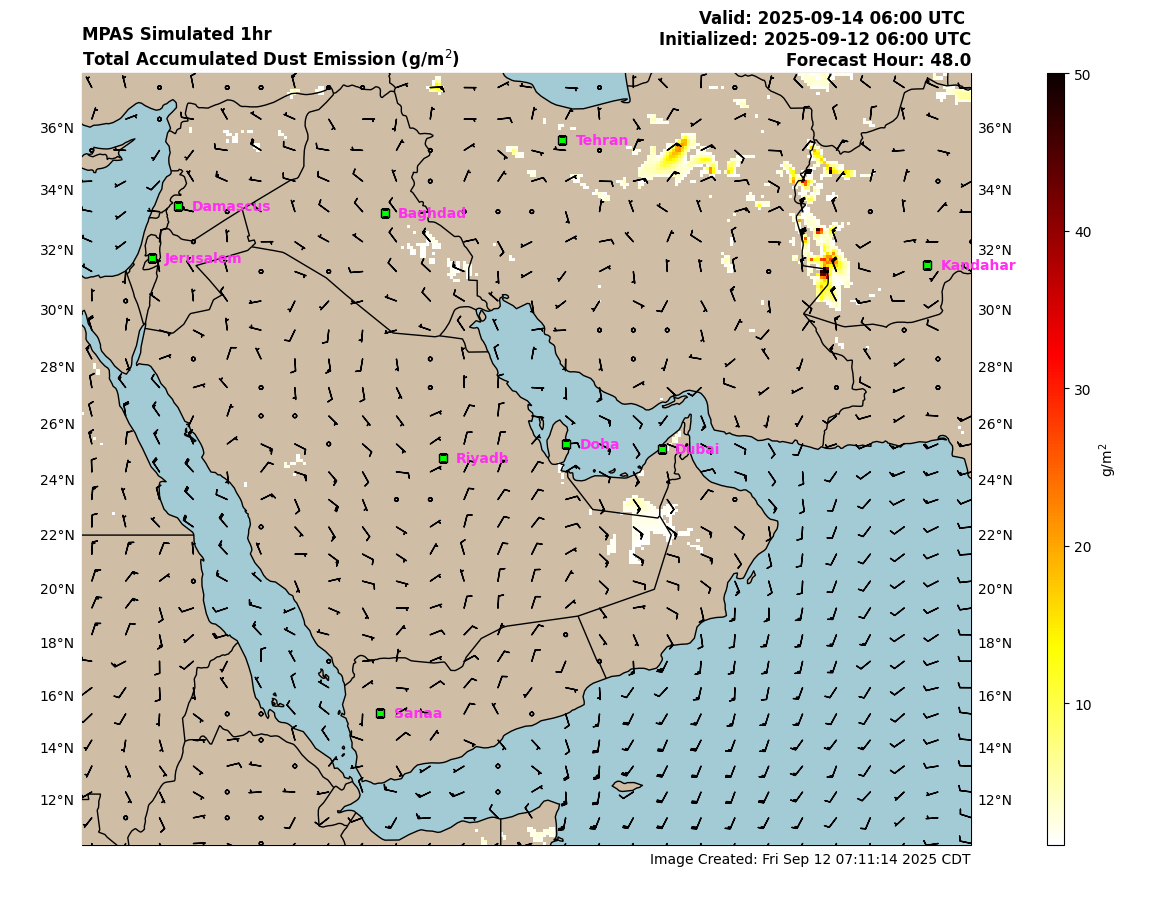 MPAS Simulated 1hr
Total Accumulated Dust Emission (g/m²)
Valid: 2025-09-14 06:00 UTC
Initialized: 2025-09-12 06:00 UTC
Forecast Hour: 48.0
36°N
34°N
32°N
30°N
28°N
26°N
24°N
22°N
20°N
18°N
16°N
14°N
12°N
Tehran
Damascus
Baghdad
Jerusalem
Kandahar
Doha
Dubai
Riyadh
Sanaa
36°N
34°N
32°N
30°N
28°N
26°N
24°N
22°N
20°N
18°N
16°N
14°N
12°N
50
40
30
20
10
g/m²
Image Created: Fri Sep 12 07:11:14 2025 CDT